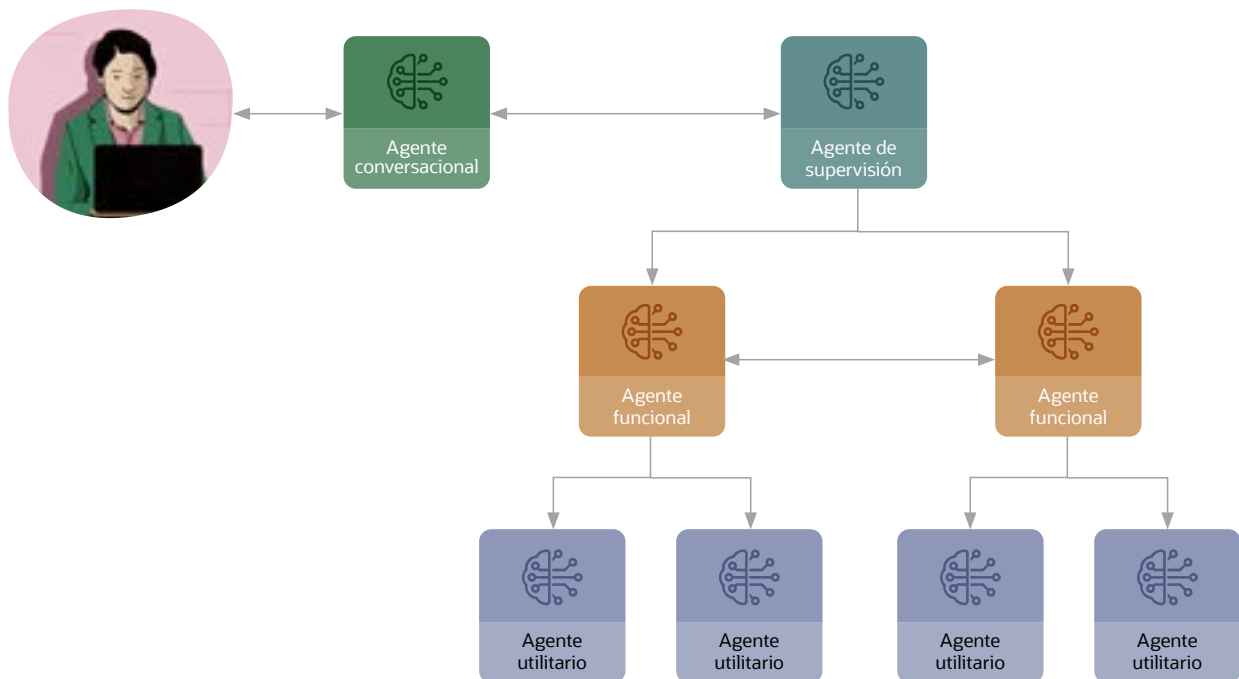 Agente
conversacional
Agente de
supervisión
Agente
funcional
Agente
funcional
Agente
utilitario
Agente
utilitario
Agente
utilitario
Agente
utilitario